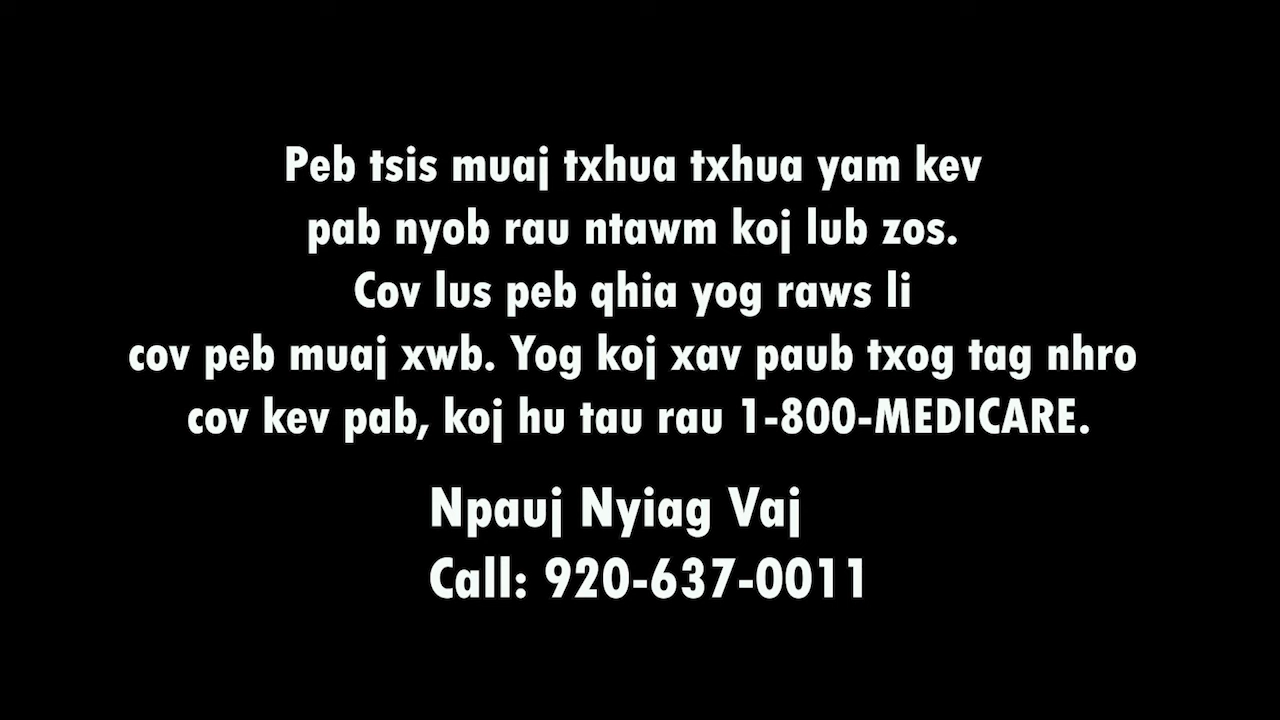 Peb tsis muaj txhua txhua yam kev
pab nyob rau ntawm koj lub zos.
Cov lus peb qhia yog raws li
cov peb muaj xwb. Yog koj xav paub txog tag nhro
cov kev pab, koj hu tau rau 1-800-MEDICARE.
Npauj Nyiag Vaj
Call: 920-637-0011